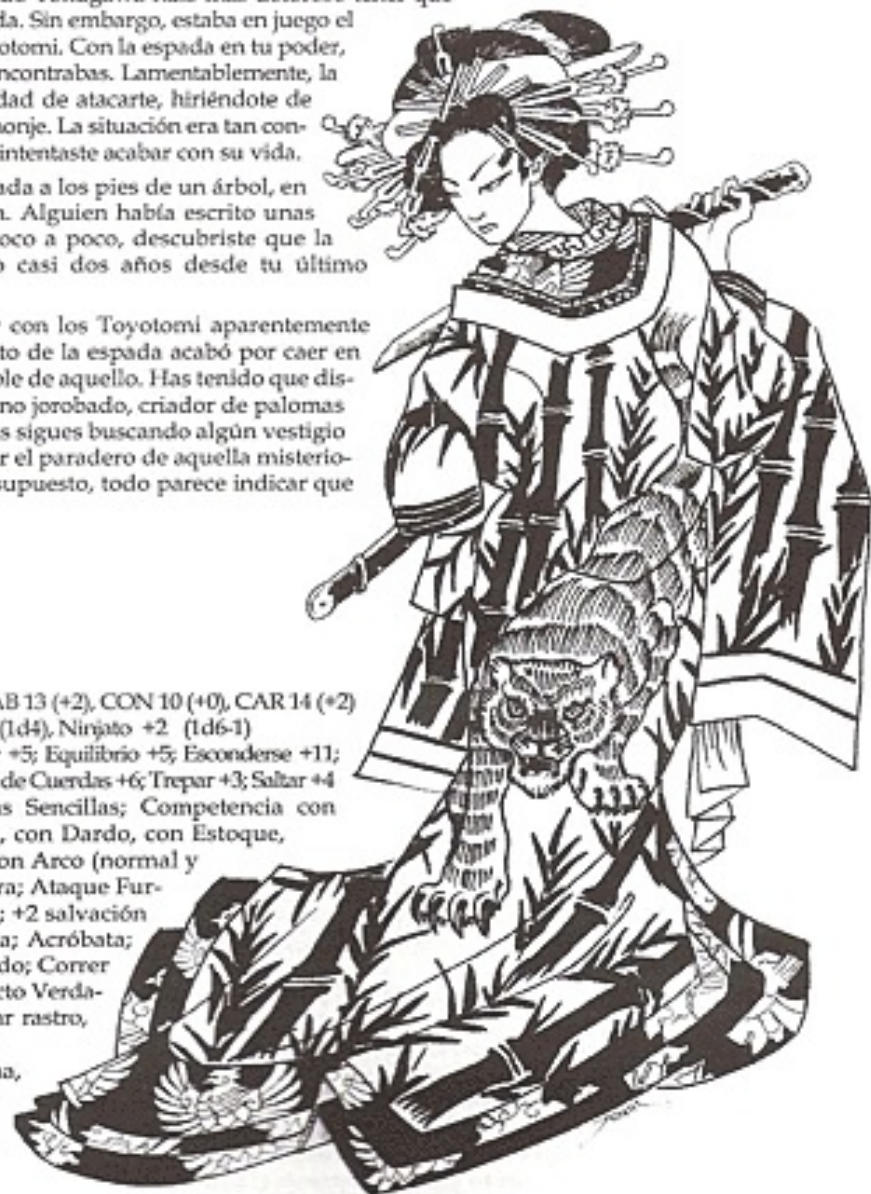 da. Sin embargo, estaba en juego el
otomi. Con la espada en tu poder,
ncontrabas. Lamentablemente, la
dad de atacarte, hiriéndote de
nonje. La situación era tan con-
intentaste acabar con su vida.
ada a los pies de un árbol, en
a. Alguien había escrito unas
oco a poco, descubriste que la
o casi dos años desde tu último
r con los Toyotomi aparentemente
to de la espada acabó por caer en
ble de aquello. Has tenido que dis-
no jorobado, criador de palomas
s sigues buscando algún vestigio
r el paradero de aquella misterio-
supuesto, todo parece indicar que
AB 13 (+2), CON 10 (+0), CAR 14 (+2)
(1d4), Ninjato +2 (1d6-1)
r +5; Equilibrio +5; Esconderse +11;
de Cuerdas +6; Trepar +3; Saltar +4
as Sencillas; Competencia con
, con Dardo, con Estoque,
on Arco (normal y
ra; Ataque Fur-
; +2 salvación
a; Acróbata;
do; Correr
cto Verda-
ar rastro,
na,